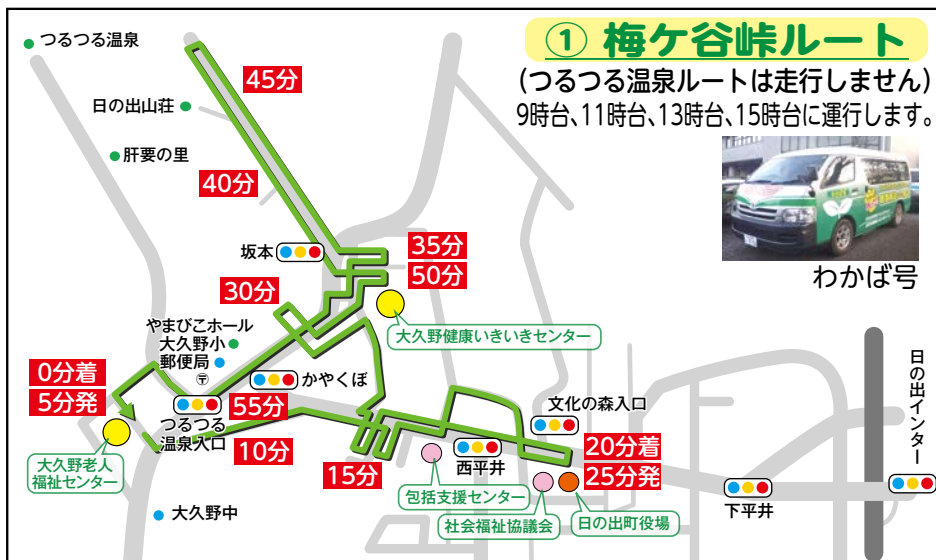 ① 梅ケ谷峠ルート
(つるつる温泉ルートは走行しません)
9時台、11時台、13時台、15時台に運行します。
わかば号
つるつる温泉
45分
日の出山荘
肝要の里
40分
坂本
35分
50分
30分
大久野健康いきいきセンター
やまびこホール
大久野小
郵便局
〒
かやくぼ
0分着
5分発
55分
つるつる
温泉入口
10分
大久野老人
福祉センター
大久野中
15分
文化の森入口
西平井
20分着
25分発
包括支援センター
社会福祉協議会
日の出町役場
下平井
日の出インター